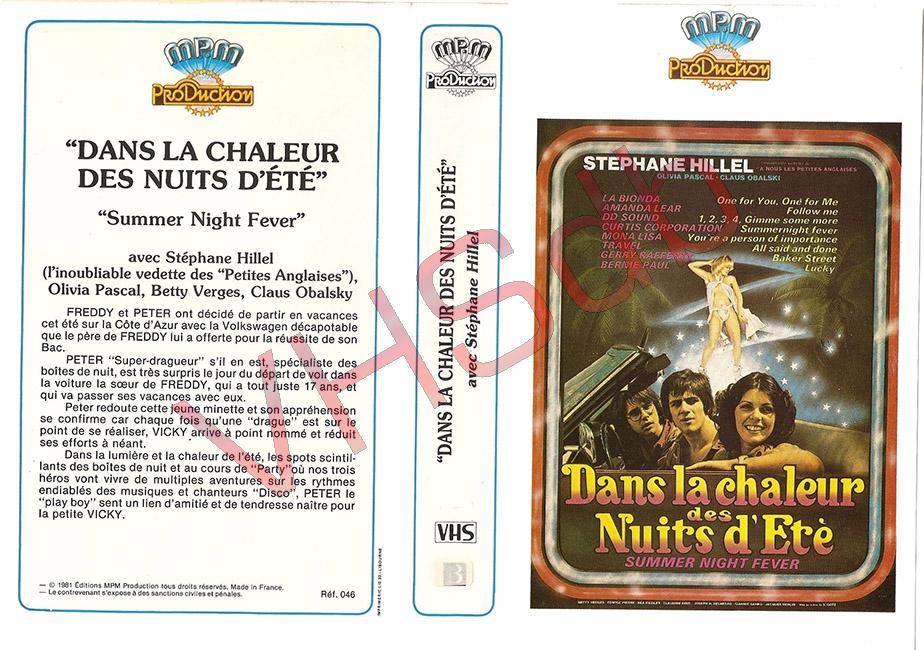 MPM
PRODUCTION
“DANS LA CHALEUR
DES NUITS D’ÉTÉ”
“Summer Night Fever”
avec Stéphane Hillel
(l’inoubliable vedette des “Petites Anglaises”),
Olivia Pascal, Betty Verges, Claus Obalsky
FREDDY et PETER ont décidé de partir en vacances
cet été sur la Côte d’Azur avec la Volkswagen décapotable
que le père de FREDDY lui a offerte pour la réussite de son
Bac.
PETER “Super-dragueur” s’il en est, spécialiste des
boîtes de nuit, est très surpris le jour du départ de voir dans
la voiture la sœur de FREDDY, qui a tout juste 17 ans, et
qui va passer ses vacances avec eux.
Peter redoute cette jeune minette et son appréhension
se confirme car chaque fois qu’une “drague” est sur le
point de se réaliser, VICKY arrive à point nommé et réduit
ses efforts à néant.
Dans la lumière et la chaleur de l’été, les spots scintil-
lants des boîtes de nuit et au cours de “Party”où nos trois
héros vont vivre de multiples aventures sur les rythmes
endiablés des musiques et chanteurs “Disco”, PETER le
“play boy” sent un lien d’amitié et de tendresse naître pour
la petite VICKY.
— © 1981 Éditions MPM Production tous droits réservés. Made in France.
— Le contrevenant s’expose à des sanctions civiles et pénales.
Réf. 046
MPM
PRODUCTION
“DANS LA CHALEUR DES NUITS D’ÉTÉ”
avec Stéphane Hillel
VHS
B
MPM
PRODUCTION
STEPHANE HILLEL
A NOUS LES PETITES ANGLAISES
OLIVIA PASCAL - CLAUS OBALSKI
LA BIONDA One for You, One for Me
AMANDA LEAR Follow me
DD SOUND 1, 2, 3, 4, Gimme some more
CURTIS CORPORATION Summernight fever
MONA LISA You're a person of importance
TRAVEL All said and done
GERRY RAFFERTY Baker Street
BERNIE PAUL Lucky
Dans la chaleur
des
Nuits d'Etè
SUMMER NIGHT FEVER
VHSdb